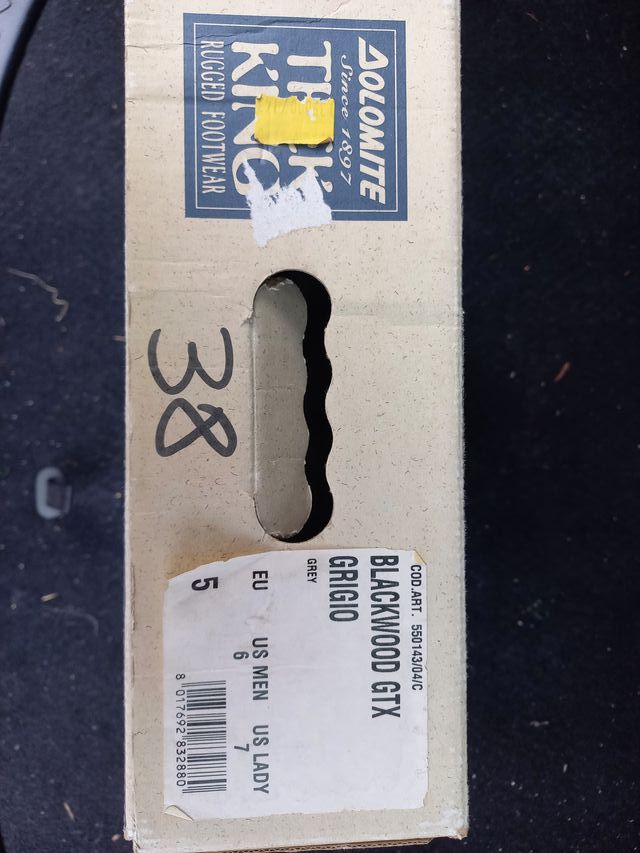 DOLOMITE
Since 1897
KING
RUGGED FOOTWEAR
38
COD.ART. 550143/04/C
BLACKWOOD GTX
GRIGIO
GREY
EU US MEN US LADY
5 6 7
8 017692 832880